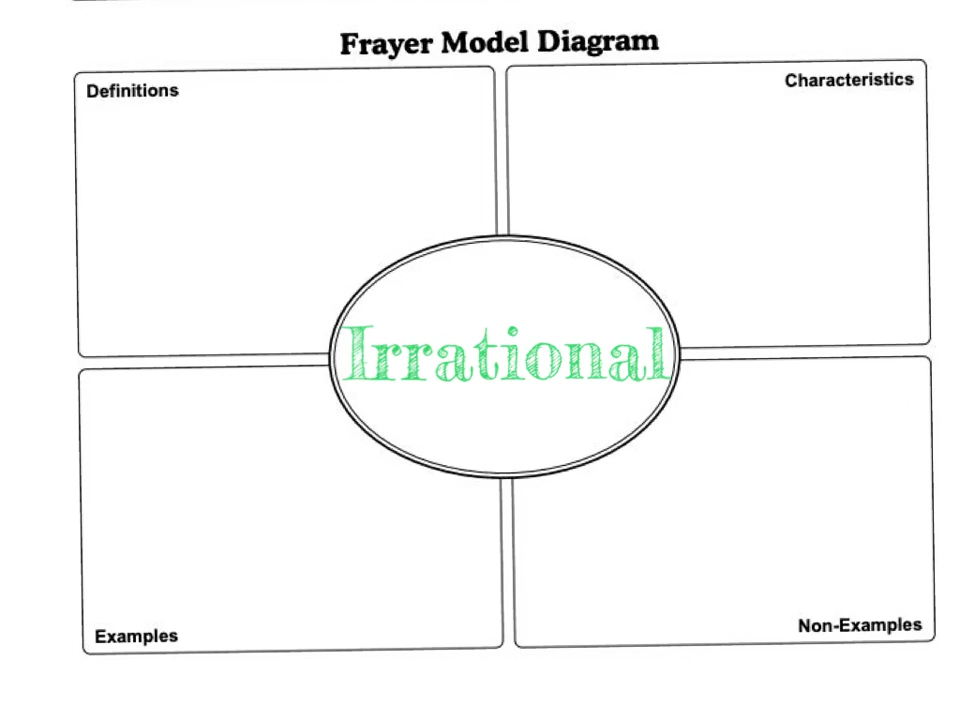 Frayer Model Diagram
Definitions
Characteristics
Irrational
Examples
Non-Examples